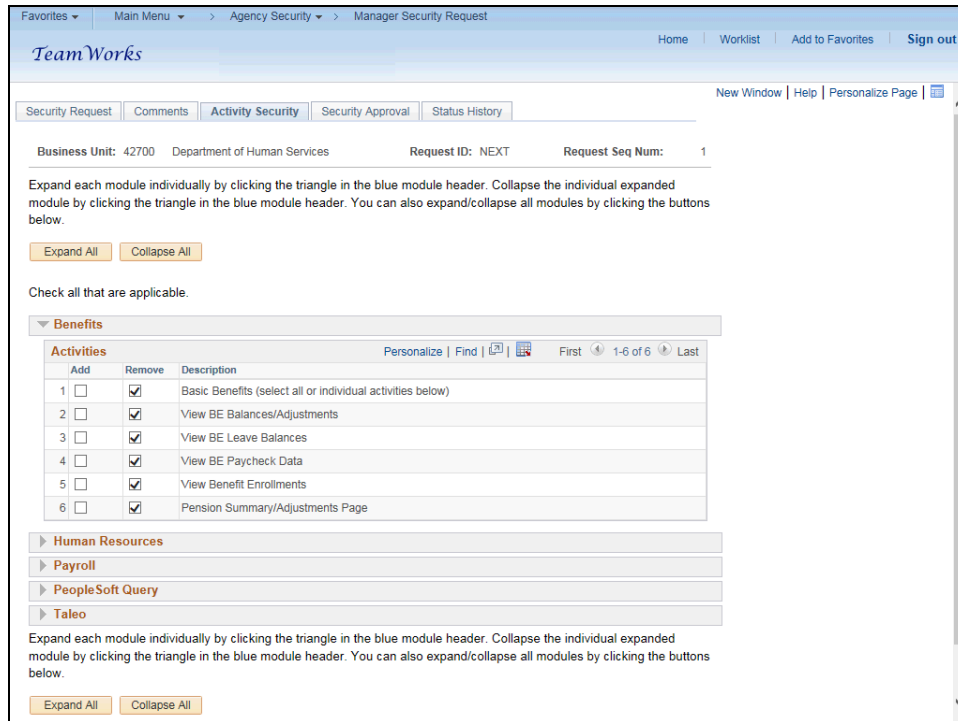 Favorites Main Menu > Agency Security > Manager Security Request
Home Worklist Add to Favorites Sign out
TeamWorks
New Window | Help | Personalize Page |
Security Request Comments Activity Security Security Approval Status History
Business Unit: 42700 Department of Human Services Request ID: NEXT Request Seq Num: 1
Expand each module individually by clicking the triangle in the blue module header. Collapse the individual expanded
module by clicking the triangle in the blue module header. You can also expand/collapse all modules by clicking the buttons
below.
Expand All Collapse All
Check all that are applicable.
Benefits
Activities Personalize | Find | | First 1-6 of 6 Last
Add Remove Description
1 Basic Benefits (select all or individual activities below)
2 View BE Balances/Adjustments
3 View BE Leave Balances
4 View BE Paycheck Data
5 View Benefit Enrollments
6 Pension Summary/Adjustments Page
Human Resources
Payroll
PeopleSoft Query
Taleo
Expand each module individually by clicking the triangle in the blue module header. Collapse the individual expanded
module by clicking the triangle in the blue module header. You can also expand/collapse all modules by clicking the buttons
below.
Expand All Collapse All